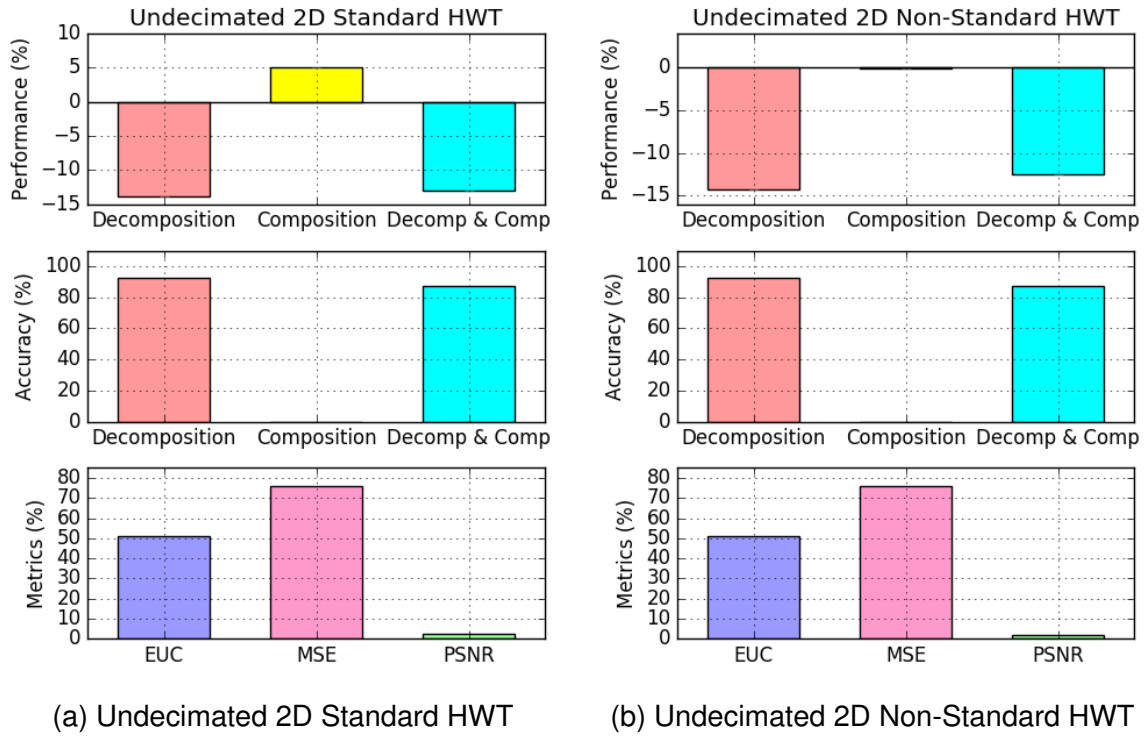 Undecimated 2D Standard HWT
Performance (%)
10
5
0
−5
−10
−15
Decomposition Composition Decomp & Comp
Accuracy (%)
100
80
60
40
20
0
Decomposition Composition Decomp & Comp
Metrics (%)
80
70
60
50
40
30
20
10
0
EUC MSE PSNR
(a) Undecimated 2D Standard HWT
Undecimated 2D Non-Standard HWT
Performance (%)
0
−5
−10
−15
Decomposition Composition Decomp & Comp
Accuracy (%)
100
80
60
40
20
0
Decomposition Composition Decomp & Comp
Metrics (%)
80
70
60
50
40
30
20
10
0
EUC MSE PSNR
(b) Undecimated 2D Non-Standard HWT